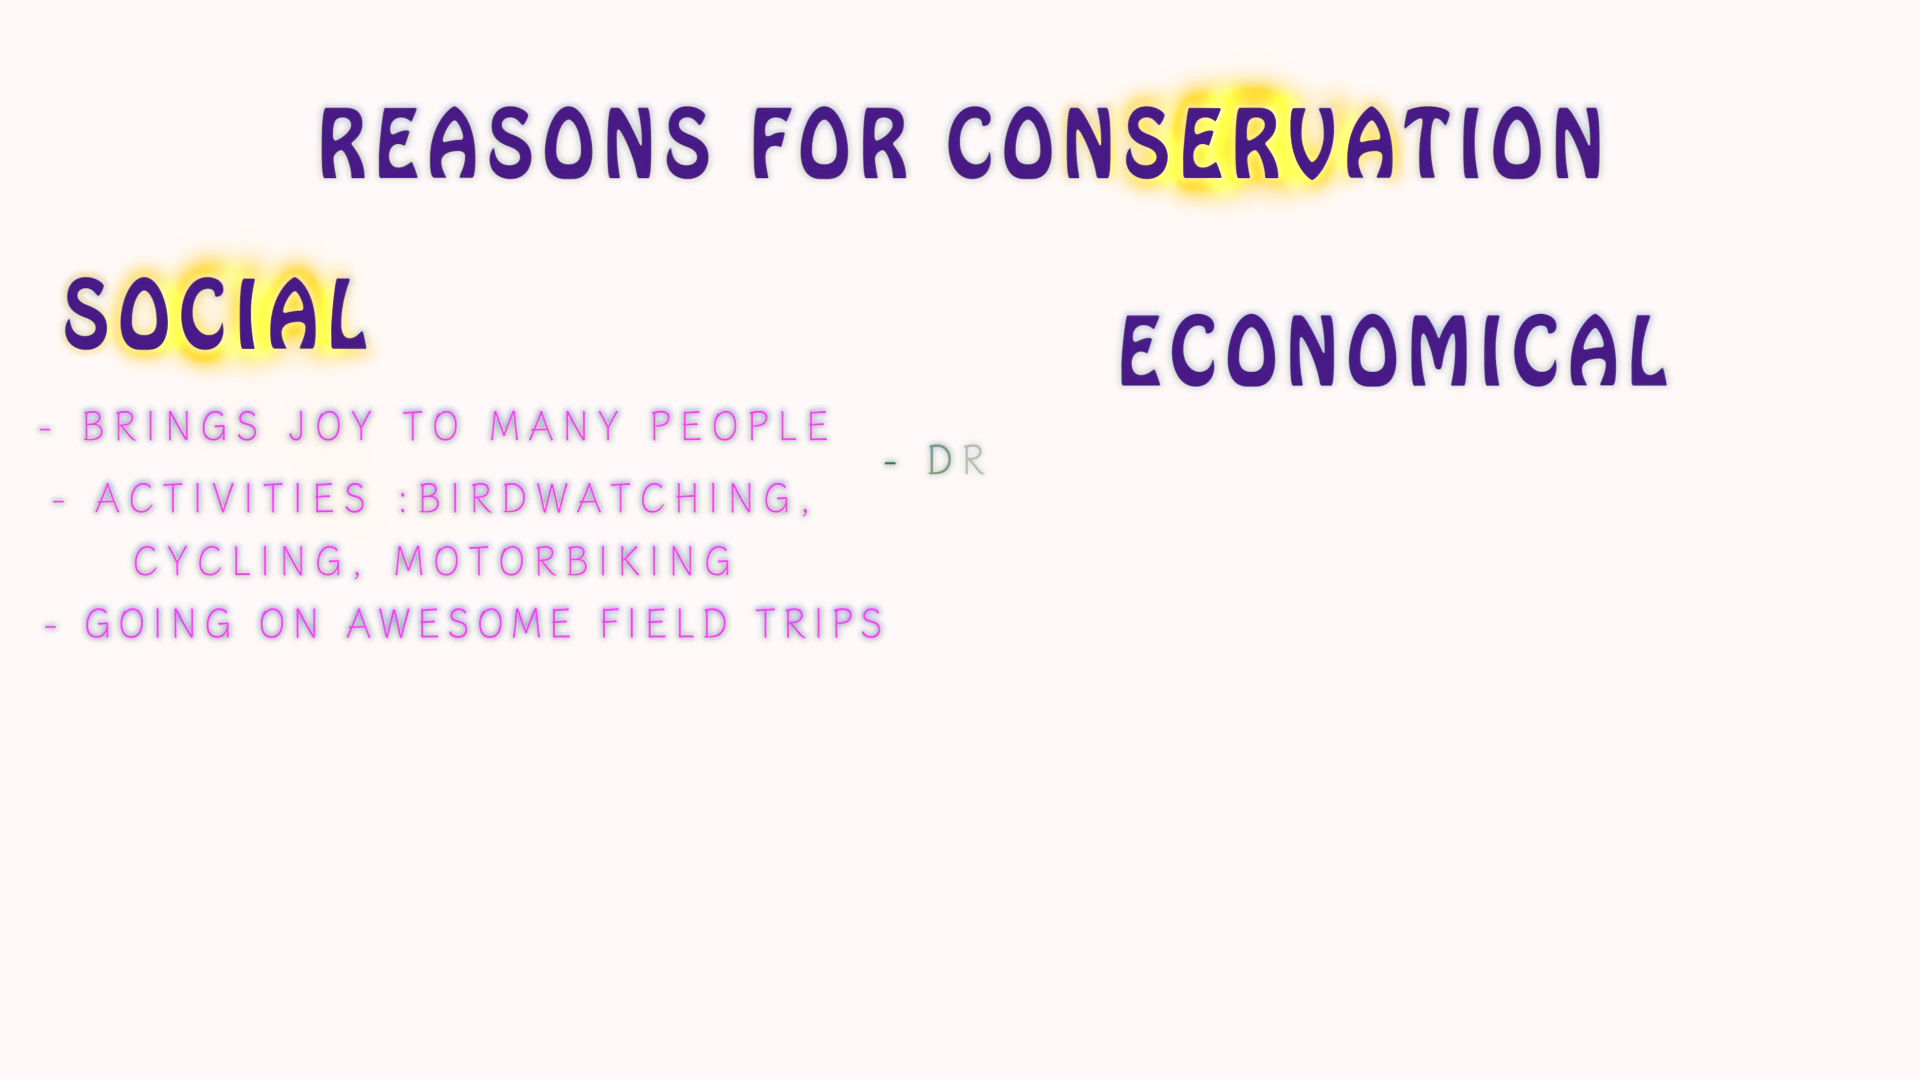 REASONS FOR CONSERVATION
SOCIAL
- BRINGS JOY TO MANY PEOPLE
- ACTIVITIES :BIRDWATCHING,
CYCLING, MOTORBIKING
- GOING ON AWESOME FIELD TRIPS
ECONOMICAL
- DR